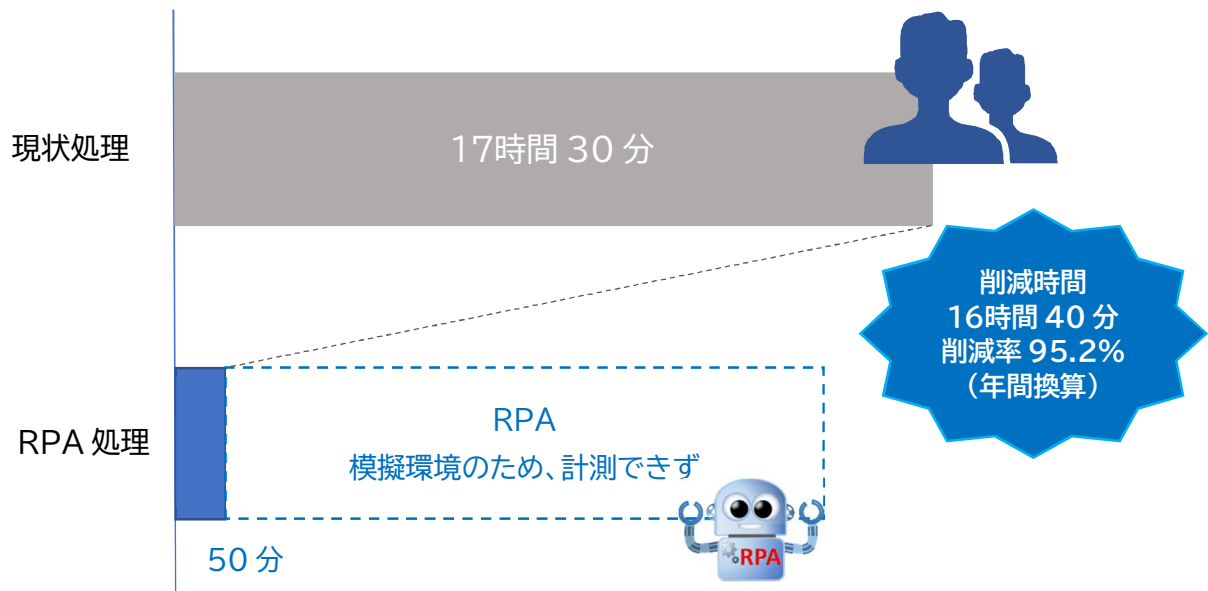 現状処理
17時間 30 分
削減時間
16時間 40 分
削減率 95.2%
（年間換算）
RPA 処理
RPA
模擬環境のため、計測できず
RPA
50 分